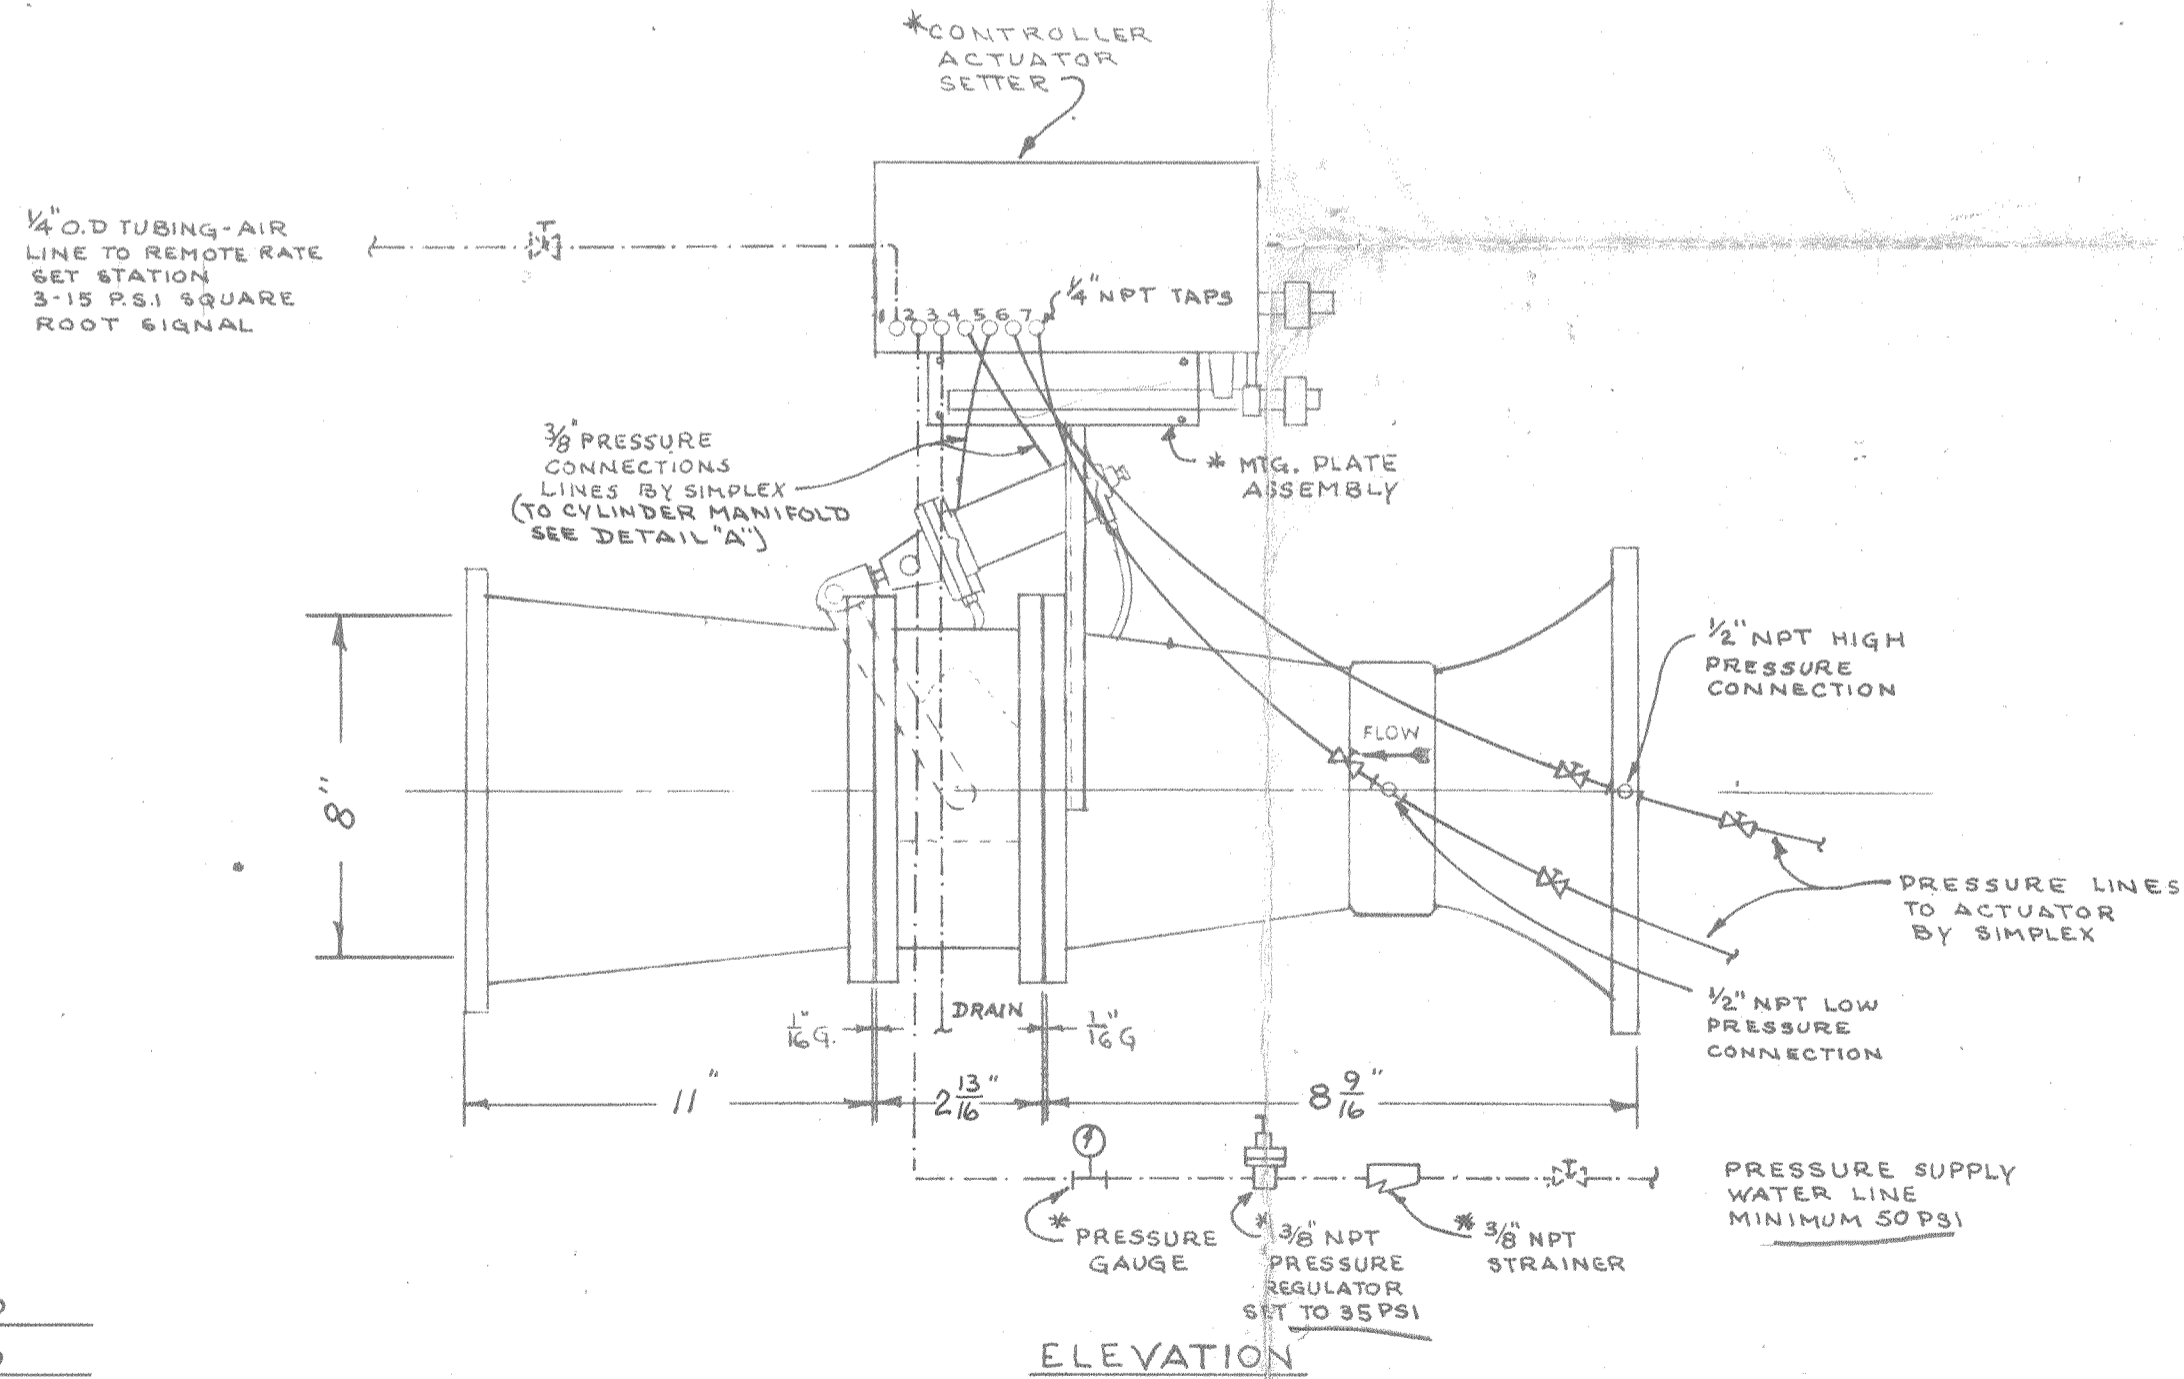 *CONTROLLER
ACTUATOR
SETTER
1/4" O.D TUBING-AIR
LINE TO REMOTE RATE
SET STATION
3-15 P.S.I SQUARE
ROOT SIGNAL
1/4" NPT TAPS
1 2 3 4 5 6 7
3/8" PRESSURE
CONNECTIONS
LINES BY SIMPLEX
(TO CYLINDER MANIFOLD
SEE DETAIL "A")
* MTG. PLATE
ASSEMBLY
1/2" NPT HIGH
PRESSURE
CONNECTION
FLOW
8"
PRESSURE LINES
TO ACTUATOR
BY SIMPLEX
1/2" NPT LOW
PRESSURE
CONNECTION
DRAIN
1/16" G.
1/16" G
11"
2 13/16"
8 9/16"
PRESSURE SUPPLY
WATER LINE
MINIMUM 50 PSI
* PRESSURE
GAUGE
* 3/8" NPT
PRESSURE
REGULATOR
SET TO 35 PSI
* 3/8" NPT
STRAINER
ELEVATION